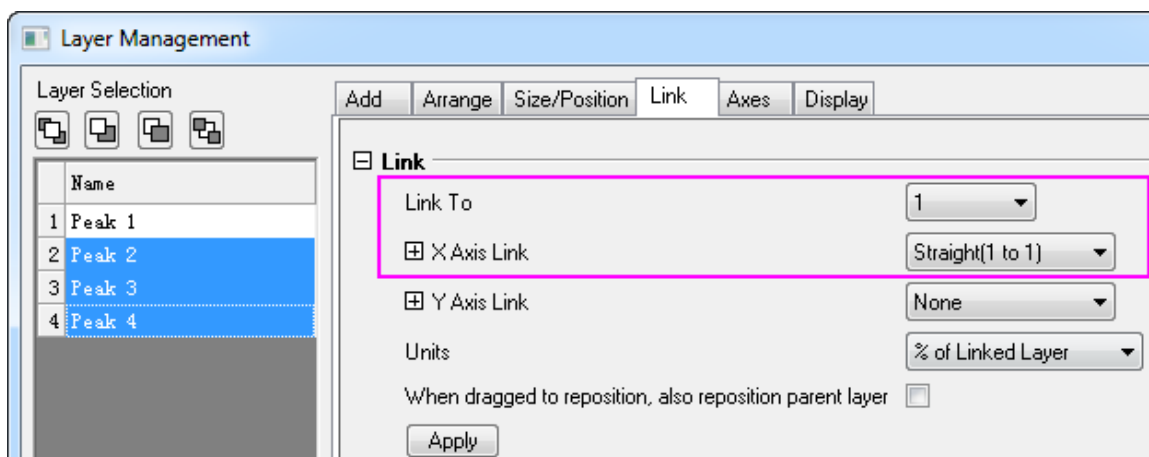 Layer Management
Layer Selection
Name
1 Peak 1
2 Peak 2
3 Peak 3
4 Peak 4
Add Arrange Size/Position Link Axes Display
Link
Link To 1
X Axis Link Straight(1 to 1)
Y Axis Link None
Units % of Linked Layer
When dragged to reposition, also reposition parent layer
Apply